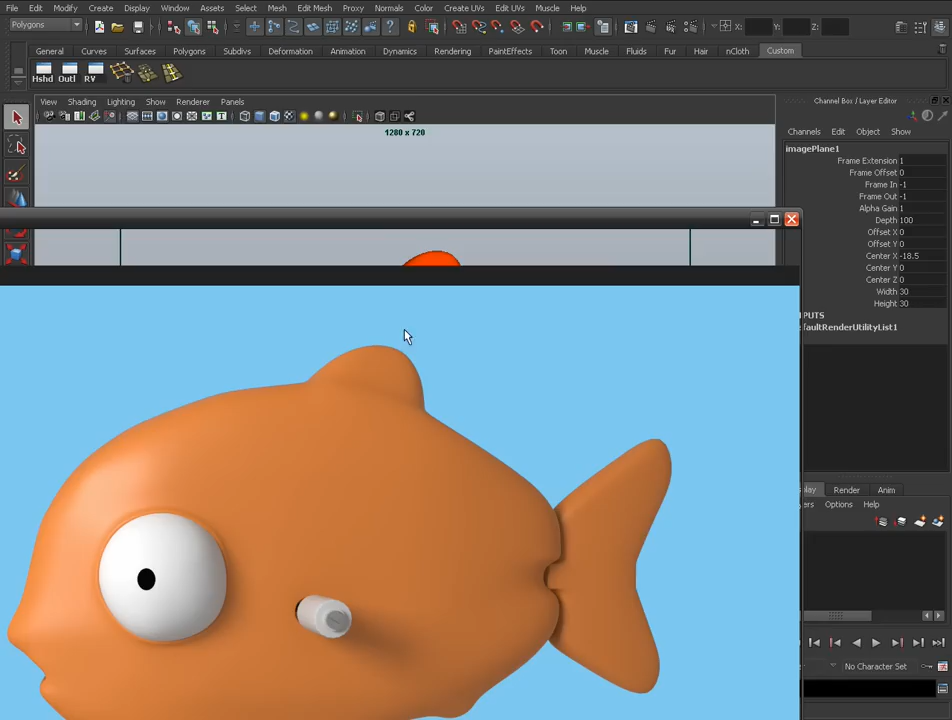 File Edit Modify Create Display Window Assets Select Mesh Edit Mesh Proxy Normals Color Create UVs Edit UVs Muscle Help
Polygons X: Y: Z:
General Curves Surfaces Polygons Subdivs Deformation Animation Dynamics Rendering PaintEffects Toon Muscle Fluids Fur Hair nCloth Custom
Hshd Outl RV
View Shading Lighting Show Renderer Panels
Channel Box / Layer Editor
1280 x 720
Channels Edit Object Show
imagePlane1
Frame Extension 1
Frame Offset 0
Frame In -1
Frame Out -1
Alpha Gain 1
Depth 100
Offset X 0
Offset Y 0
Center X -18.5
Center Y 0
Center Z 0
Width 30
Height 30
PUTS
faultRenderUtilityList1
play Render Anim
ers Options Help
No Character Set